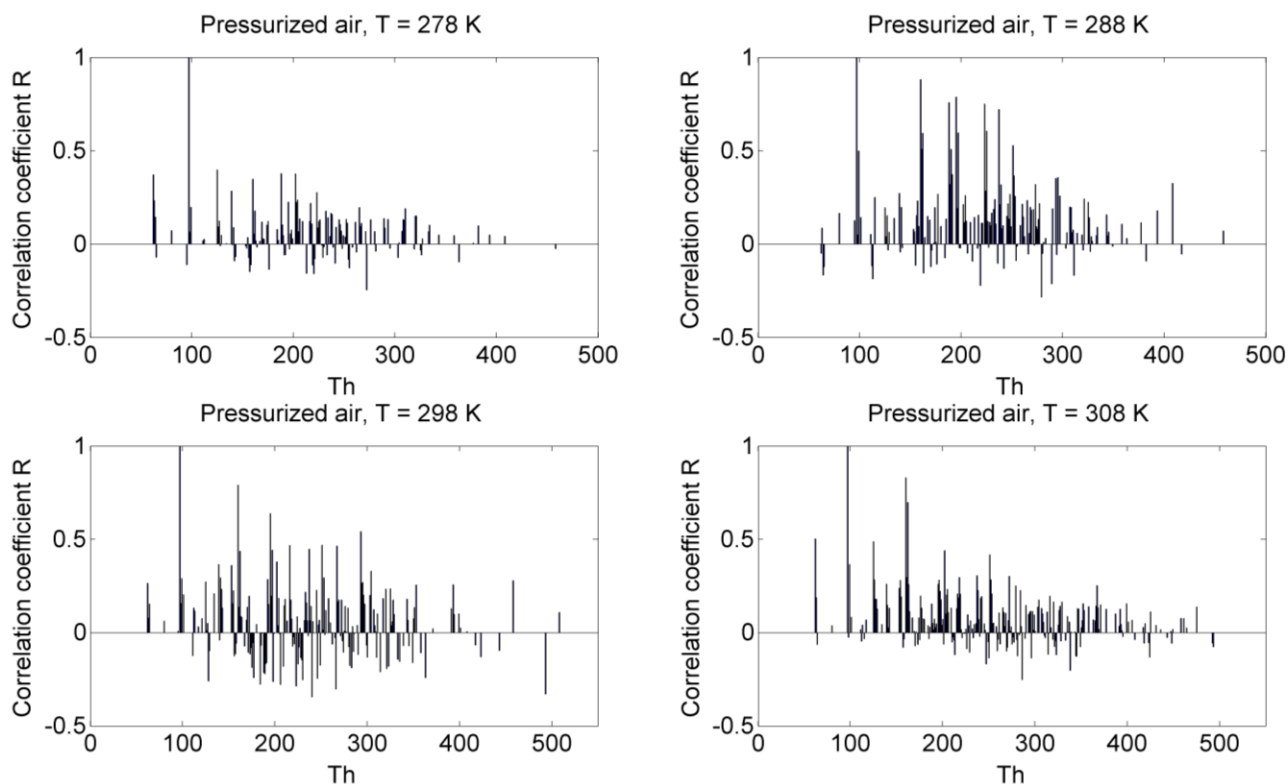 Pressurized air, T = 278 K
1
0.5
0
-0.5
Correlation coefficient R
0 100 200 300 400 500
Th
Pressurized air, T = 288 K
1
0.5
0
-0.5
Correlation coefficient R
0 100 200 300 400 500
Th
Pressurized air, T = 298 K
1
0.5
0
-0.5
Correlation coefficient R
0 100 200 300 400 500
Th
Pressurized air, T = 308 K
1
0.5
0
-0.5
Correlation coefficient R
0 100 200 300 400 500
Th